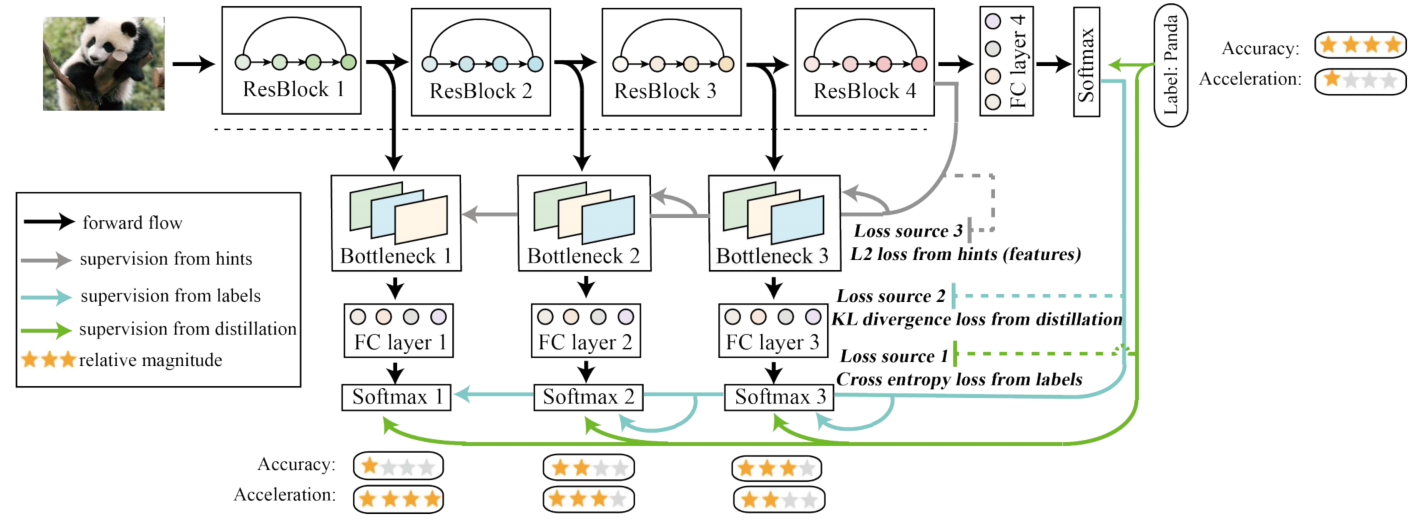 ResBlock 1
ResBlock 2
ResBlock 3
ResBlock 4
FC layer 4
Softmax
Label: Panda
Accuracy:
Acceleration:
forward flow
supervision from hints
supervision from labels
supervision from distillation
relative magnitude
Bottleneck 1
Bottleneck 2
Bottleneck 3
Loss source 3
L2 loss from hints (features)
Loss source 2
KL divergence loss from distillation
Loss source 1
Cross entropy loss from labels
FC layer 1
FC layer 2
FC layer 3
Softmax 1
Softmax 2
Softmax 3
Accuracy:
Acceleration: